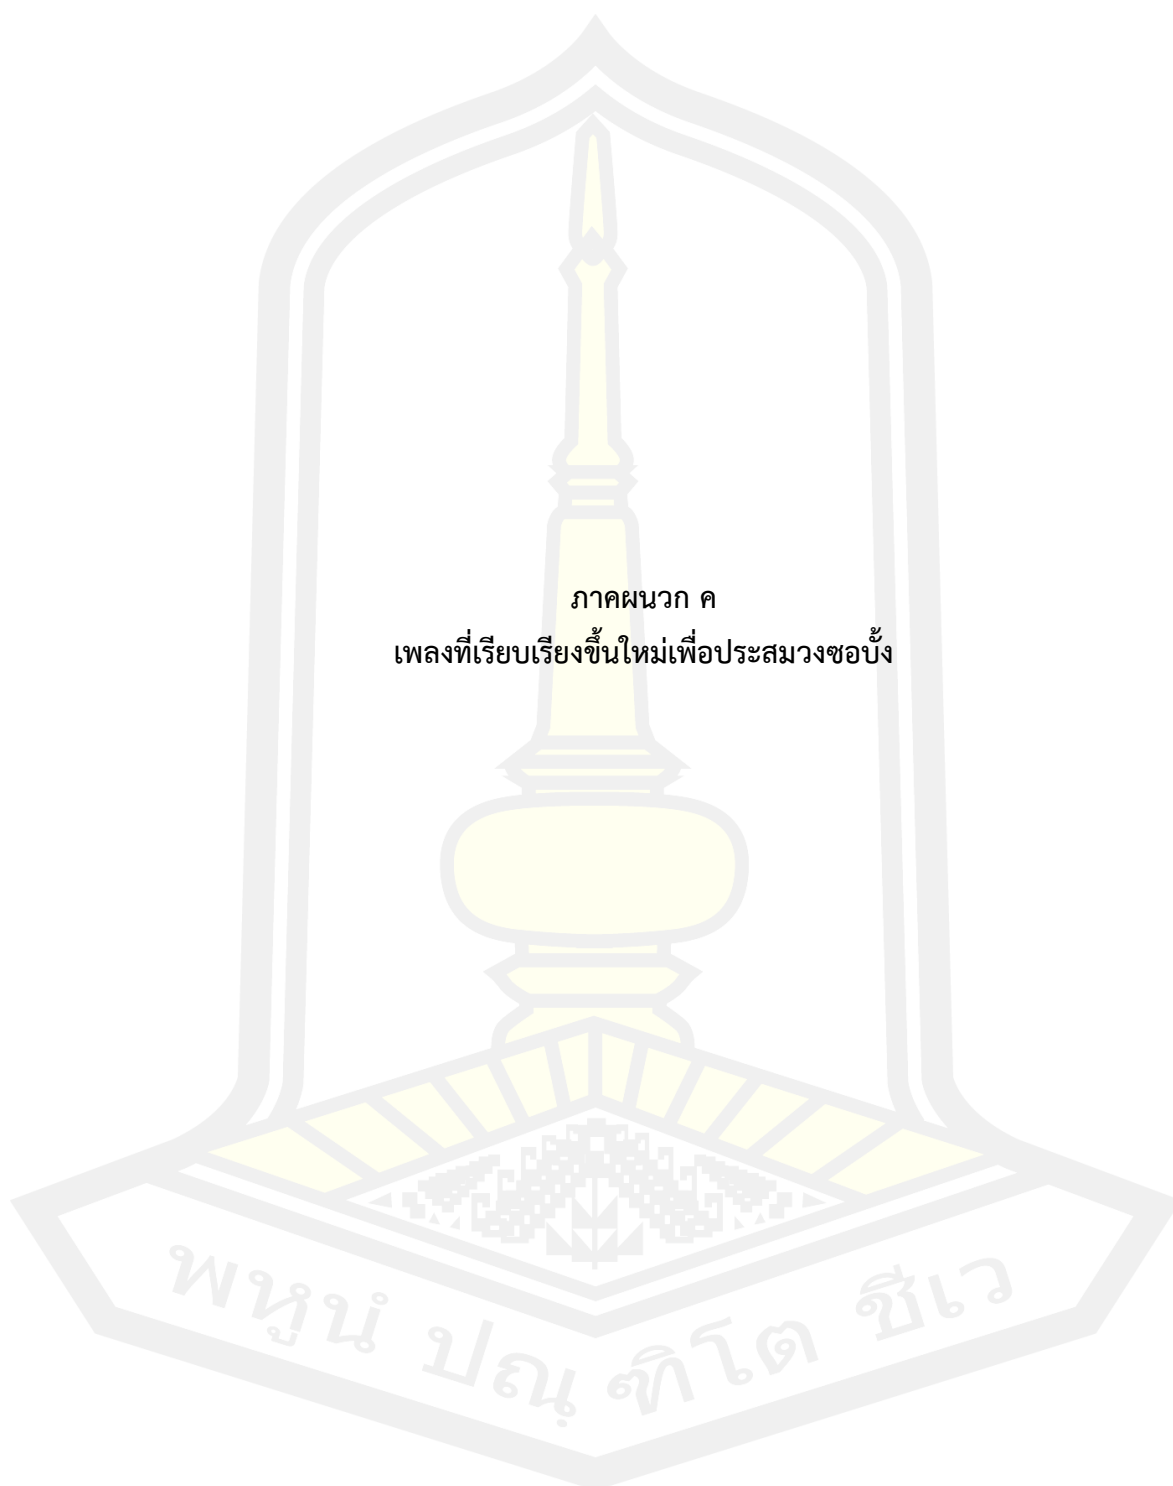 ภาคผนวก ค
เพลงที่เรียบเรียงขึ้นใหม่เพื่อประสมวงซอบั้ง
พหูนํ ปณฺฑิโต ชีเว